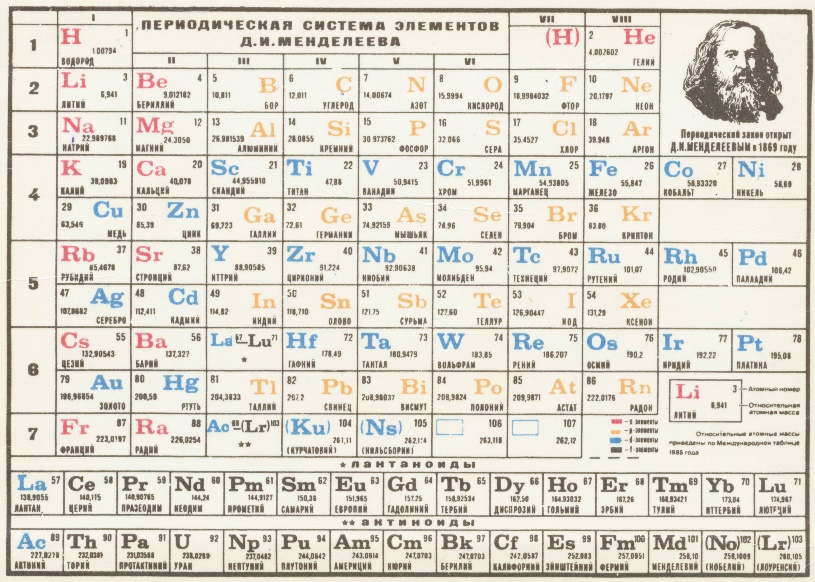 I
ПЕРИОДИЧЕСКАЯ СИСТЕМА ЭЛЕМЕНТОВ
Д.И.МЕНДЕЛЕЕВА
VII VIII
II III IV V VI
1
H 1 1.00794 ВОДОРОД
(H)
2 He 4.002602 ГЕЛИЙ
2
Li 3 6,941 ЛИТИЙ
Be 4 9,012182 БЕРИЛЛИЙ
5 B 10,811 БОР
6 C 12,011 УГЛЕРОД
7 N 14,00674 АЗОТ
8 O 15,9994 КИСЛОРОД
9 F 18,9984032 ФТОР
10 Ne 20,1797 НЕОН
3
Na 11 22,989768 НАТРИЙ
Mg 12 24,3050 МАГНИЙ
13 Al 26,981539 АЛЮМИНИЙ
14 Si 28,0855 КРЕМНИЙ
15 P 30,973762 ФОСФОР
16 S 32,066 СЕРА
17 Cl 35,4527 ХЛОР
18 Ar 39,948 АРГОН
Периодический закон открыт
Д.И.МЕНДЕЛЕЕВЫМ в 1869 году
4
K 19 39,0983 КАЛИЙ
Ca 20 40,078 КАЛЬЦИЙ
Sc 21 44,955910 СКАНДИЙ
Ti 22 47,88 ТИТАН
V 23 50,9415 ВАНАДИЙ
Cr 24 51,9961 ХРОМ
Mn 25 54,93805 МАРГАНЕЦ
Fe 26 55,847 ЖЕЛЕЗО
Co 27 58,93320 КОБАЛЬТ
Ni 28 58,69 НИКЕЛЬ
29 Cu 63,546 МЕДЬ
30 Zn 65,39 ЦИНК
31 Ga 69,723 ГАЛЛИЙ
32 Ge 72,61 ГЕРМАНИЙ
33 As 74,92159 МЫШЬЯК
34 Se 78,96 СЕЛЕН
35 Br 79,904 БРОМ
36 Kr 83,80 КРИПТОН
5
Rb 37 85,4678 РУБИДИЙ
Sr 38 87,62 СТРОНЦИЙ
Y 39 88,90585 ИТТРИЙ
Zr 40 91,224 ЦИРКОНИЙ
Nb 41 92,90638 НИОБИЙ
Mo 42 95,94 МОЛИБДЕН
Tc 43 97,9072 ТЕХНЕЦИЙ
Ru 44 101,07 РУТЕНИЙ
Rh 45 102,90550 РОДИЙ
Pd 46 106,42 ПАЛЛАДИЙ
47 Ag 107,8682 СЕРЕБРО
48 Cd 112,411 КАДМИЙ
49 In 114,82 ИНДИЙ
50 Sn 118,710 ОЛОВО
51 Sb 121,75 СУРЬМА
52 Te 127,60 ТЕЛЛУР
53 I 126,90447 ИОД
54 Xe 131,29 КСЕНОН
6
Cs 55 132,90543 ЦЕЗИЙ
Ba 56 137,327 БАРИЙ
La 57-Lu 71 *
Hf 72 178,49 ГАФНИЙ
Ta 73 180,9479 ТАНТАЛ
W 74 183,85 ВОЛЬФРАМ
Re 75 186,207 РЕНИЙ
Os 76 190,2 ОСМИЙ
Ir 77 192,22 ИРИДИЙ
Pt 78 195,08 ПЛАТИНА
79 Au 196,96654 ЗОЛОТО
80 Hg 200,59 РТУТЬ
81 Tl 204,3833 ТАЛЛИЙ
82 Pb 207,2 СВИНЕЦ
83 Bi 208,98037 ВИСМУТ
84 Po 208,9824 ПОЛОНИЙ
85 At 209,9871 АСТАТ
86 Rn 222,0176 РАДОН
Li 3 6,941 ЛИТИЙ
Атомный номер
Относительная атомная масса
7
Fr 87 223,0197 ФРАНЦИЙ
Ra 88 226,0254 РАДИЙ
Ac 89-(Lr) 103 **
(Ku) 104 261,11 (КУРЧАТОВИЙ)
(Ns) 105 (НИЛЬСБОРИЙ)
106 263,118
107 262,12
s-элементы
p-элементы
d-элементы
f-элементы
Относительные атомные массы
приведены по Международной таблице
1985 года
* ЛАНТАНОИДЫ
La 57 138,9055 ЛАНТАН
Ce 58 140,115 ЦЕРИЙ
Pr 59 140,90765 ПРАЗЕОДИМ
Nd 60 144,24 НЕОДИМ
Pm 61 144,9127 ПРОМЕТИЙ
Sm 62 150,36 САМАРИЙ
Eu 63 151,965 ЕВРОПИЙ
Gd 64 157,25 ГАДОЛИНИЙ
Tb 65 158,92534 ТЕРБИЙ
Dy 66 162,50 ДИСПРОЗИЙ
Ho 67 164,93032 ГОЛЬМИЙ
Er 68 167,26 ЭРБИЙ
Tm 69 168,93421 ТУЛИЙ
Yb 70 173,04 ИТТЕРБИЙ
Lu 71 174,967 ЛЮТЕЦИЙ
** АКТИНОИДЫ
Ac 89 227,0278 АКТИНИЙ
Th 90 232,0381 ТОРИЙ
Pa 91 231,03588 ПРОТАКТИНИЙ
U 92 238,0289 УРАН
Np 93 237,0482 НЕПТУНИЙ
Pu 94 244,0642 ПЛУТОНИЙ
Am 95 243,0614 АМЕРИЦИЙ
Cm 96 247,0703 КЮРИЙ
Bk 97 247,0703 БЕРКЛИЙ
Cf 98 КАЛИФОРНИЙ
Es 99 252,083 ЭЙНШТЕЙНИЙ
Fm 100 257,0951 ФЕРМИЙ
Md 101 258,10 МЕНДЕЛЕВИЙ
(No) 102 259,1009 (НОБЕЛИЙ)
(Lr) 103 260,105 (ЛОУРЕНСИЙ)